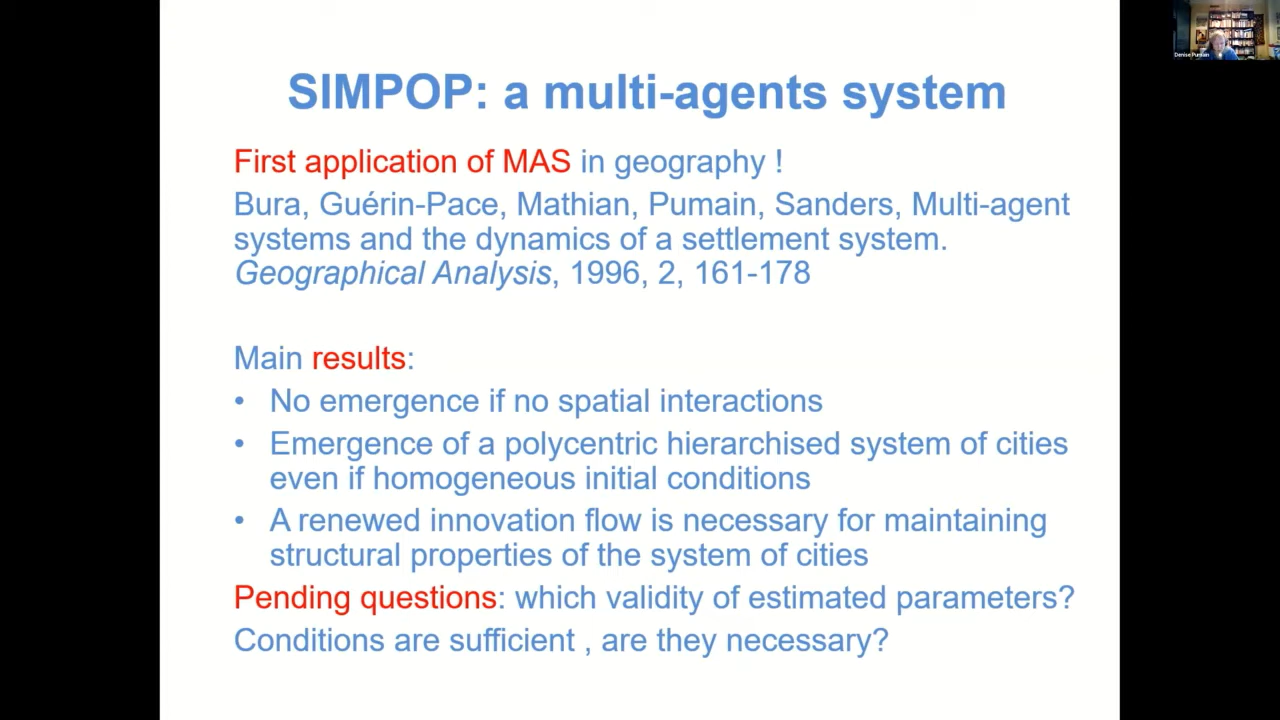 SIMPOP: a multi-agents system
First application of MAS in geography !
Bura, Guérin-Pace, Mathian, Pumain, Sanders, Multi-agent
systems and the dynamics of a settlement system.
Geographical Analysis, 1996, 2, 161-178
Main results:
• No emergence if no spatial interactions
• Emergence of a polycentric hierarchised system of cities
even if homogeneous initial conditions
• A renewed innovation flow is necessary for maintaining
structural properties of the system of cities
Pending questions: which validity of estimated parameters?
Conditions are sufficient , are they necessary?
Denise Pumain